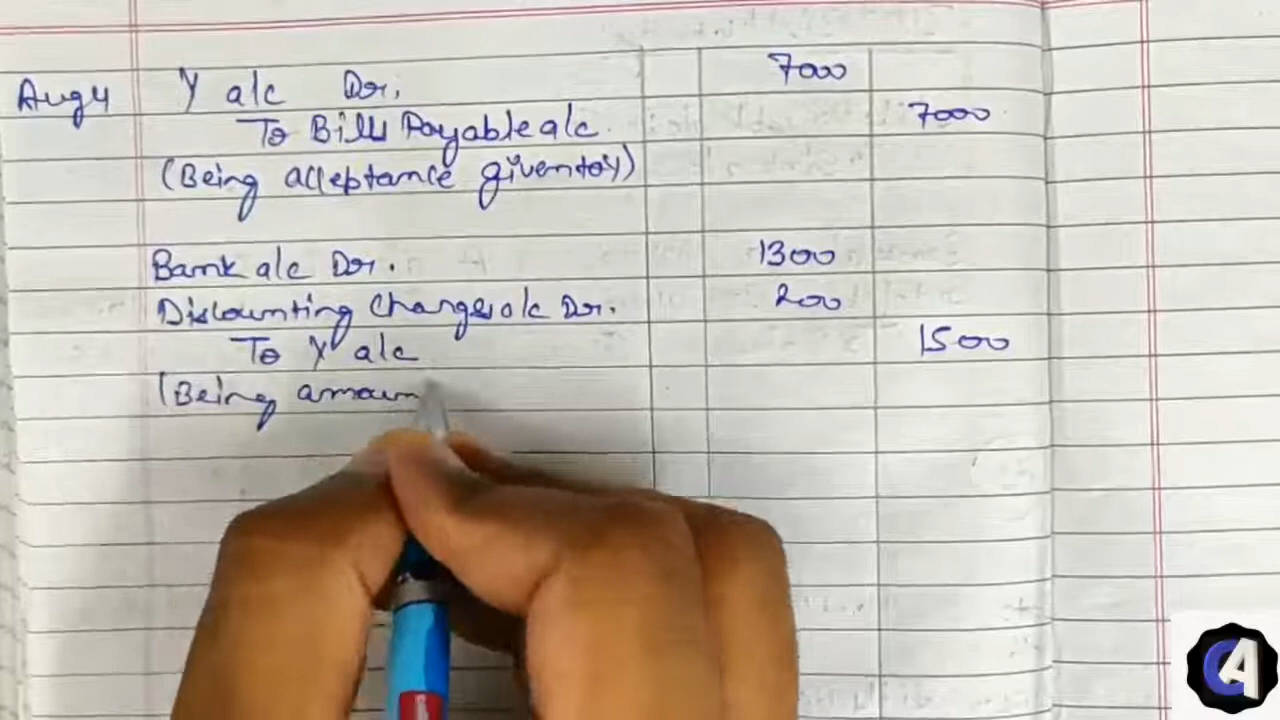 Aug 4 Y a/c Dr. 7000
To Bills Payable a/c 7000
(Being acceptance given to Y)
Bank a/c Dr. 1300
Discounting Charges a/c Dr. 200
To Y a/c 1500
(Being amoun
CA